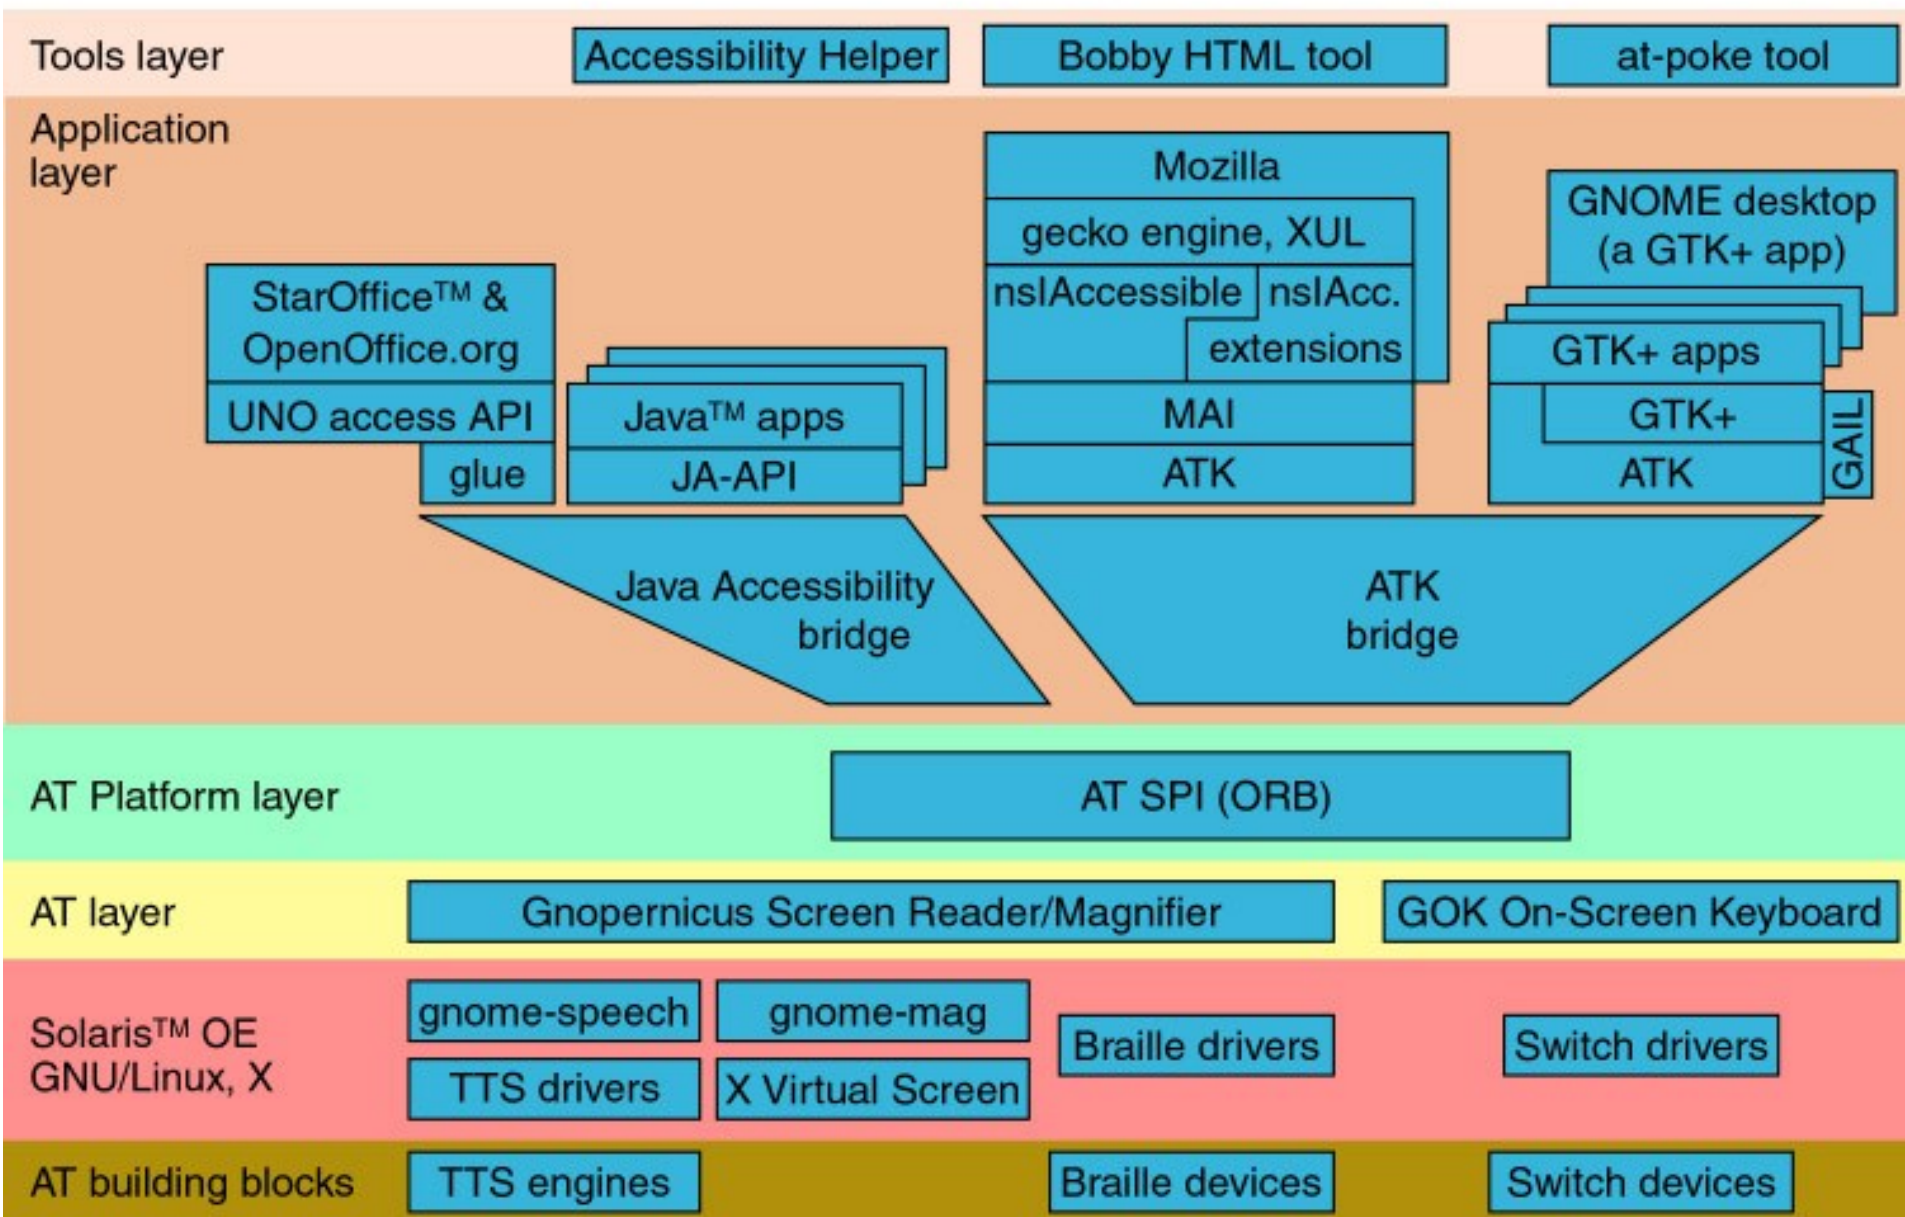 Tools layer
Accessibility Helper
Bobby HTML tool
at-poke tool
Application
layer
Mozilla
gecko engine, XUL
nsIAccessible
nsIAcc.
extensions
MAI
ATK
GNOME desktop
(a GTK+ app)
GTK+ apps
GTK+
ATK
GAIL
StarOffice™ &
OpenOffice.org
UNO access API
glue
Java™ apps
JA-API
Java Accessibility
bridge
ATK
bridge
AT Platform layer
AT SPI (ORB)
AT layer
Gnopernicus Screen Reader/Magnifier
GOK On-Screen Keyboard
Solaris™ OE
GNU/Linux, X
gnome-speech
gnome-mag
Braille drivers
Switch drivers
TTS drivers
X Virtual Screen
AT building blocks
TTS engines
Braille devices
Switch devices